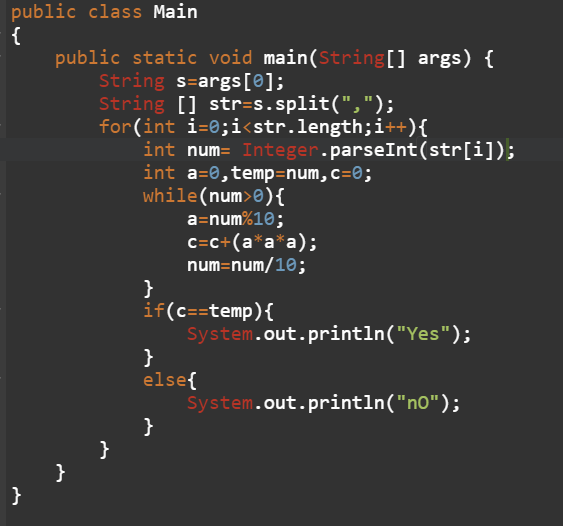 public class Main
{
    public static void main(String[] args) {
        String s=args[0];
        String [] str=s.split(",");
        for(int i=0;i<str.length;i++){
            int num= Integer.parseInt(str[i]);
            int a=0,temp=num,c=0;
            while(num>0){
                a=num%10;
                c=c+(a*a*a);
                num=num/10;
            }
            if(c==temp){
                System.out.println("Yes");
            }
            else{
                System.out.println("nO");
            }
        }
    }
}